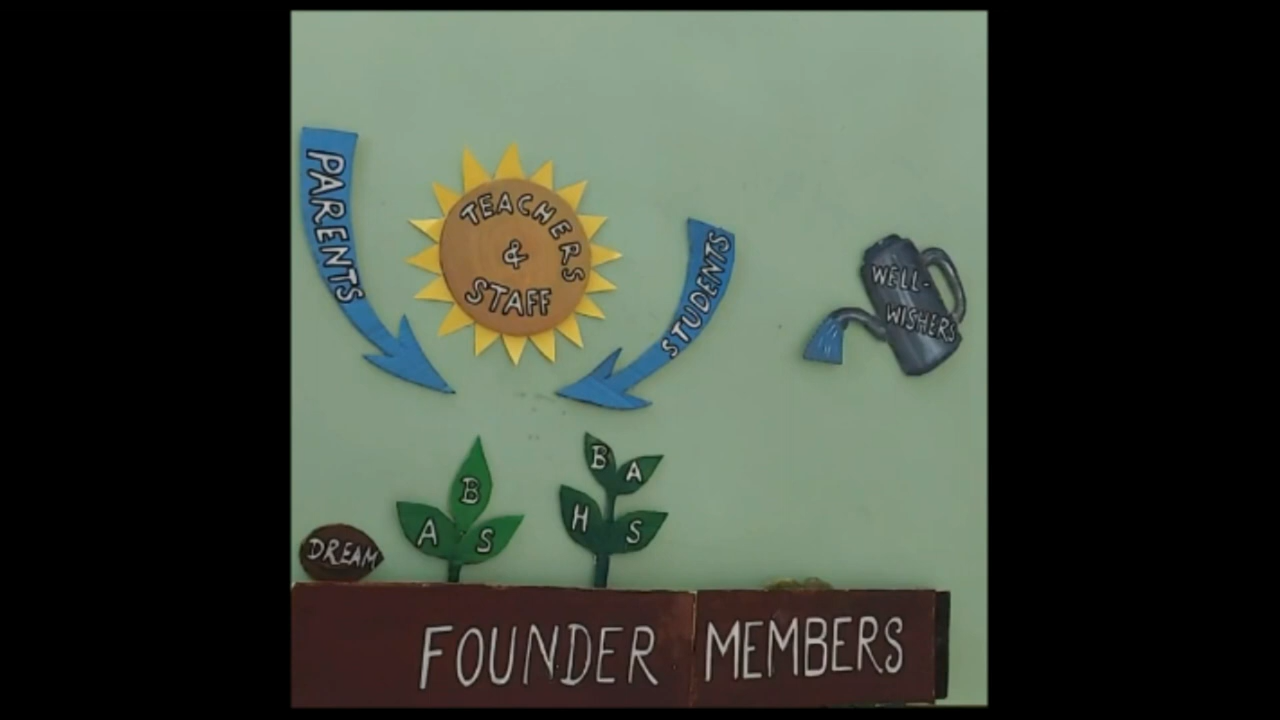 PARENTS
TEACHERS
&
STAFF
STUDENTS
WELL-
WISHERS
DREAM
B
A S
B A
H S
FOUNDER MEMBERS